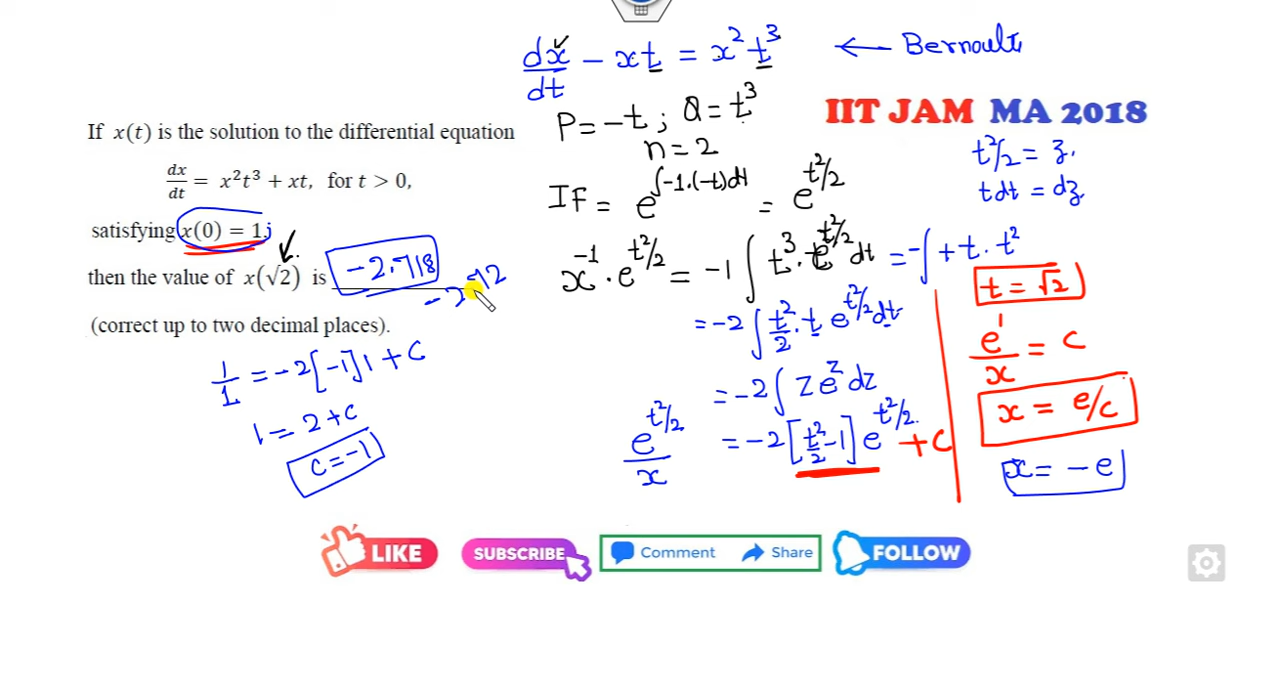 If x(t) is the solution to the differential equation
dx/dt = x²t³ + xt, for t > 0,
satisfying x(0) = 1;
then the value of x(√2) is -2.718
-2.72
(correct up to two decimal places).
1/1 = -2[-1]1 + C
1 = 2 + C
C = -1
dx/dt - xt = x²t³ ← Bernoulti
P = -t ; Q = t³
n = 2
IF = e^∫-1·(-t)dt = e^t²/2
x^-1 · e^t²/2 = -1 ∫ t³ · e^t²/2 dt = -∫ + t · t²
= -2 ∫ t²/2 · t e^t²/2 dt
= -2 ∫ z e^z dz
e^t²/2 / x = -2 [t²/2 - 1] e^t²/2 + C
IIT JAM MA 2018
t²/2 = z.
t dt = dz
t = √2
e^1/x = C
x = e/c
x = -e
LIKE
SUBSCRIBE
Comment
Share
FOLLOW